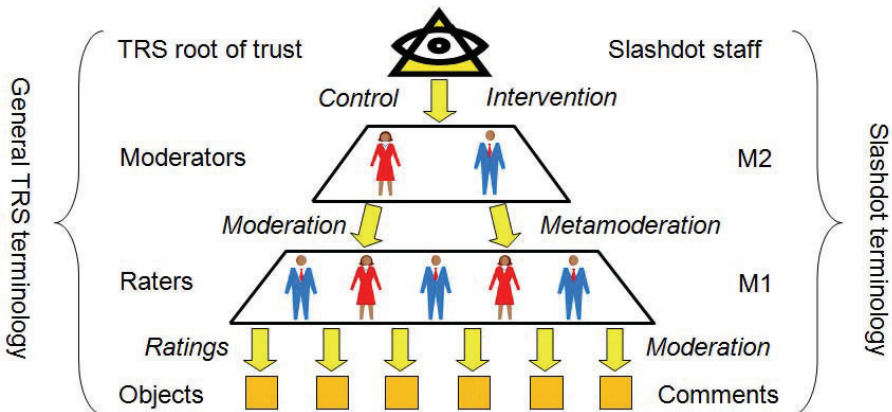 General TRS terminology
TRS root of trust
Slashdot staff
Control
Intervention
Moderators
M2
Moderation
Metamoderation
Raters
M1
Ratings
Moderation
Objects
Comments
Slashdot terminology